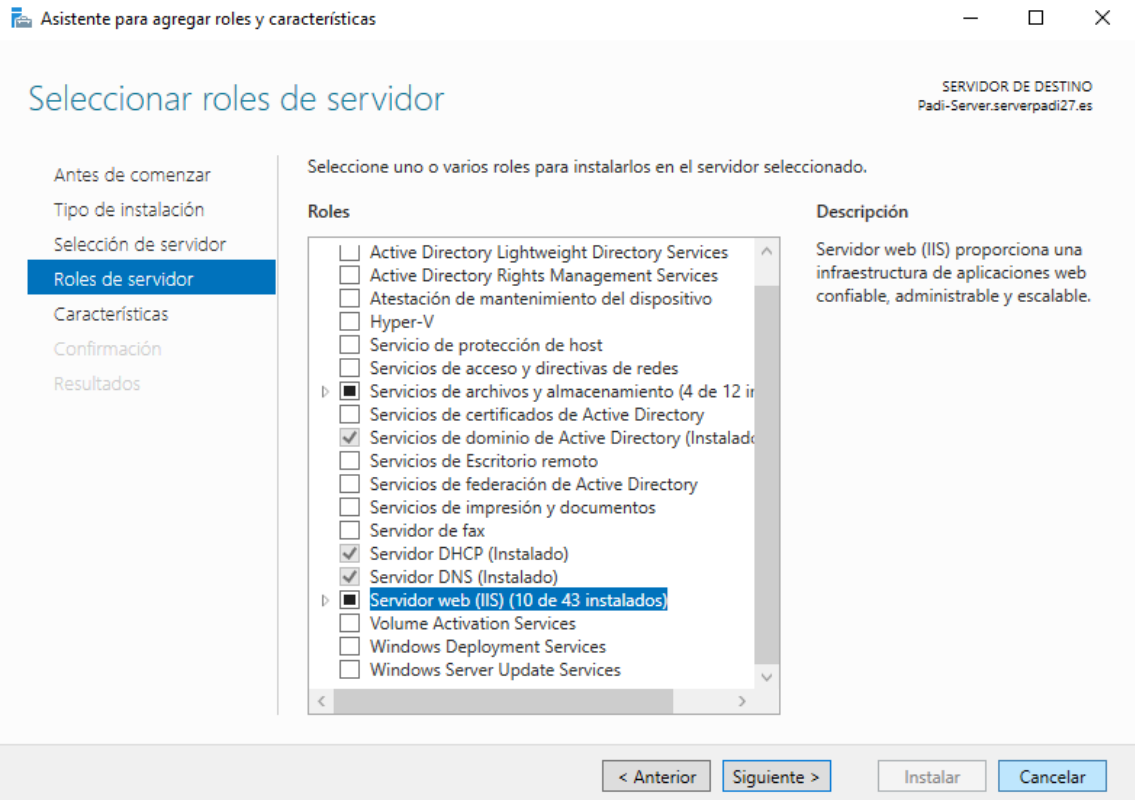 Asistente para agregar roles y características
Seleccionar roles de servidor
SERVIDOR DE DESTINO
Padi-Server.serverpadi27.es
Antes de comenzar
Tipo de instalación
Selección de servidor
Roles de servidor
Características
Confirmación
Resultados
Seleccione uno o varios roles para instalarlos en el servidor seleccionado.
Roles
Active Directory Lightweight Directory Services
Active Directory Rights Management Services
Atestación de mantenimiento del dispositivo
Hyper-V
Servicio de protección de host
Servicios de acceso y directivas de redes
Servicios de archivos y almacenamiento (4 de 12 in
Servicios de certificados de Active Directory
Servicios de dominio de Active Directory (Instalado
Servicios de Escritorio remoto
Servicios de federación de Active Directory
Servicios de impresión y documentos
Servidor de fax
Servidor DHCP (Instalado)
Servidor DNS (Instalado)
Servidor web (IIS) (10 de 43 instalados)
Volume Activation Services
Windows Deployment Services
Windows Server Update Services
Descripción
Servidor web (IIS) proporciona una
infraestructura de aplicaciones web
confiable, administrable y escalable.
< Anterior
Siguiente >
Instalar
Cancelar